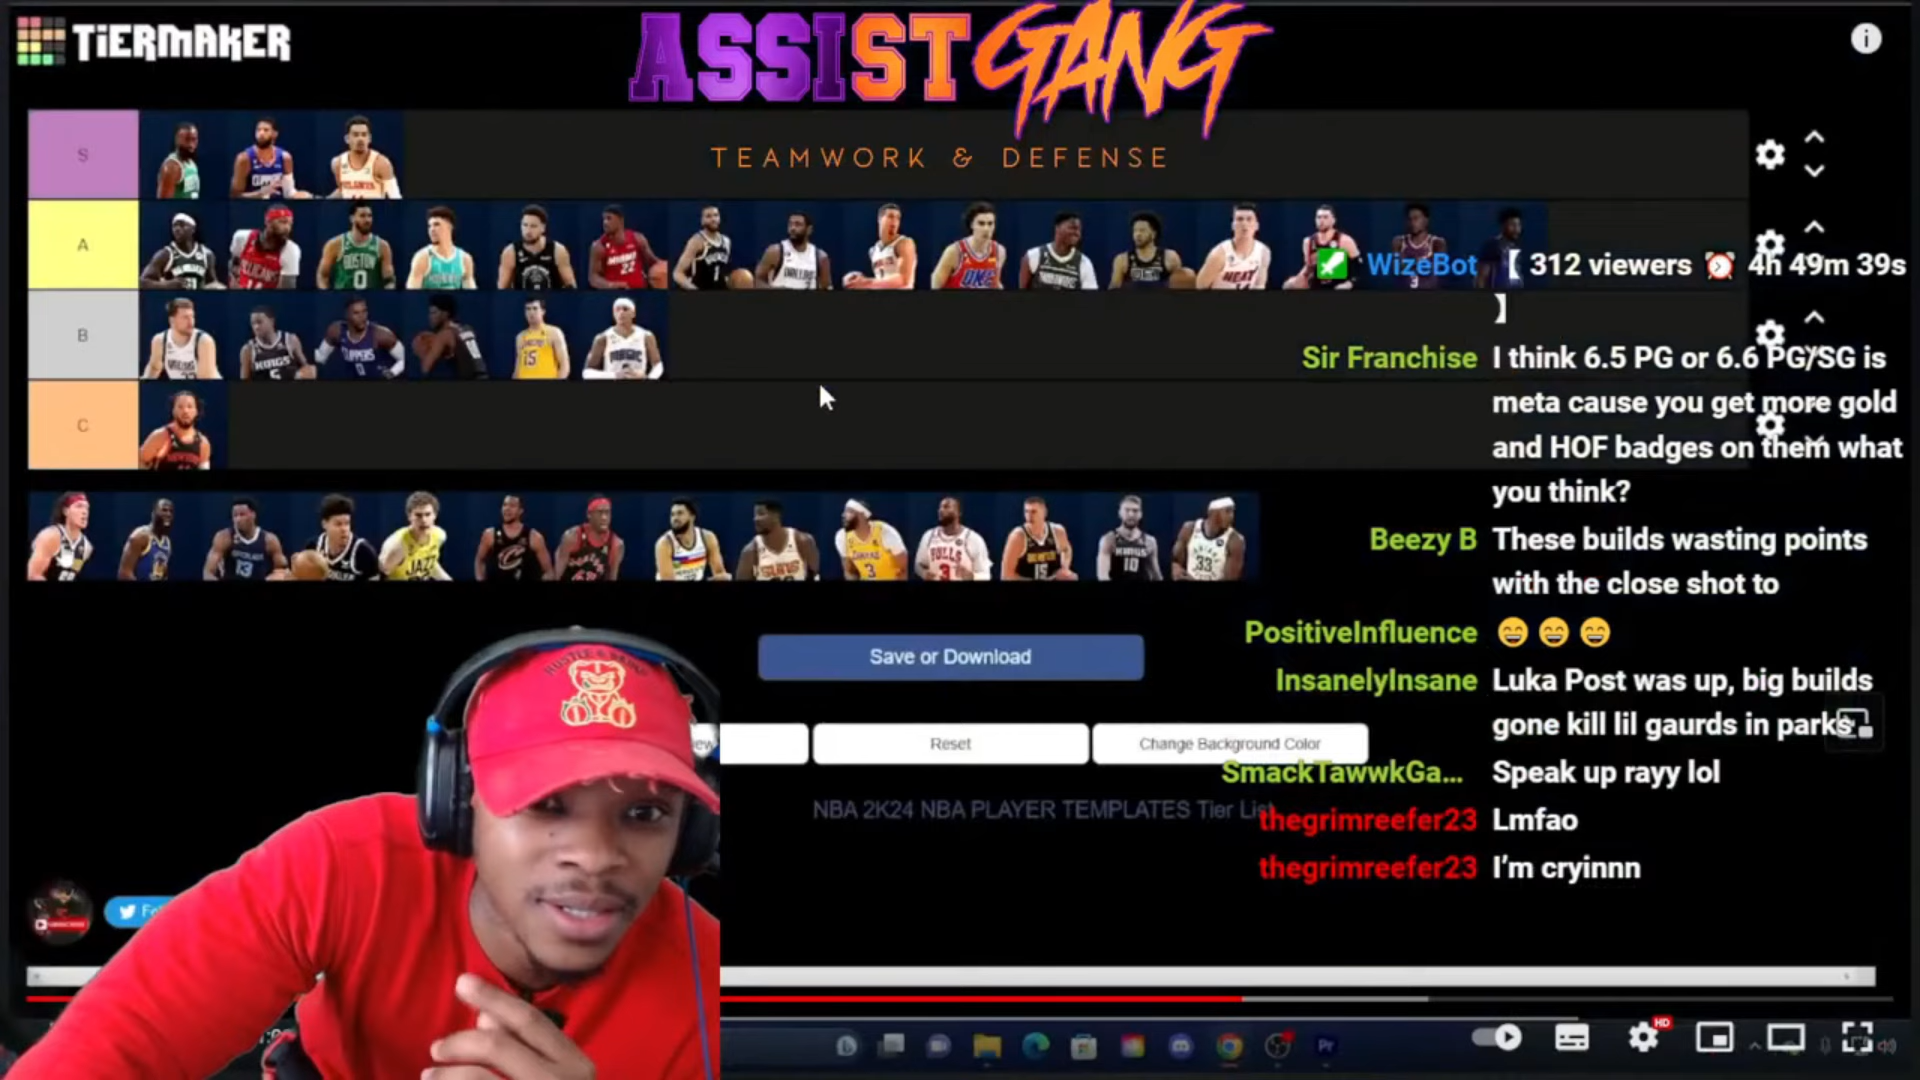 TiERMAKER
ASSIST GANG
TEAMWORK & DEFENSE
S
A
B
C
WizeBot 【 312 viewers ⏰ 4h 49m 39s
】
Sir Franchise I think 6.5 PG or 6.6 PG/SG is
meta cause you get more gold
and HOF badges on them what
you think?
Beezy B These builds wasting points
with the close shot to
PositiveInfluence 😄 😄 😄
InsanelyInsane Luka Post was up, big builds
gone kill lil gaurds in parks
SmackTawwkGa... Speak up rayy lol
thegrimreefer23 Lmfao
thegrimreefer23 I'm cryinnn
Save or Download
Reset
Change Background Color
NBA 2K24 NBA PLAYER TEMPLATES Tier List
HD